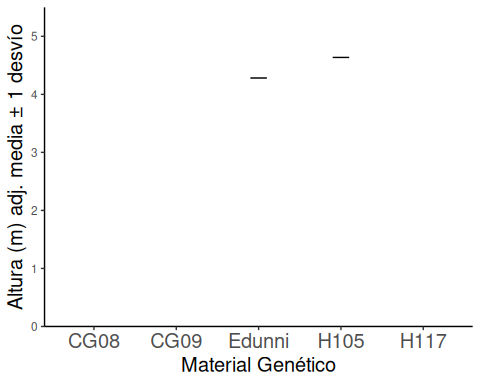 Altura (m) adj. media ± 1 desvío
5
4
3
2
1
0
CG08 CG09 Edunni H105 H117
Material Genético